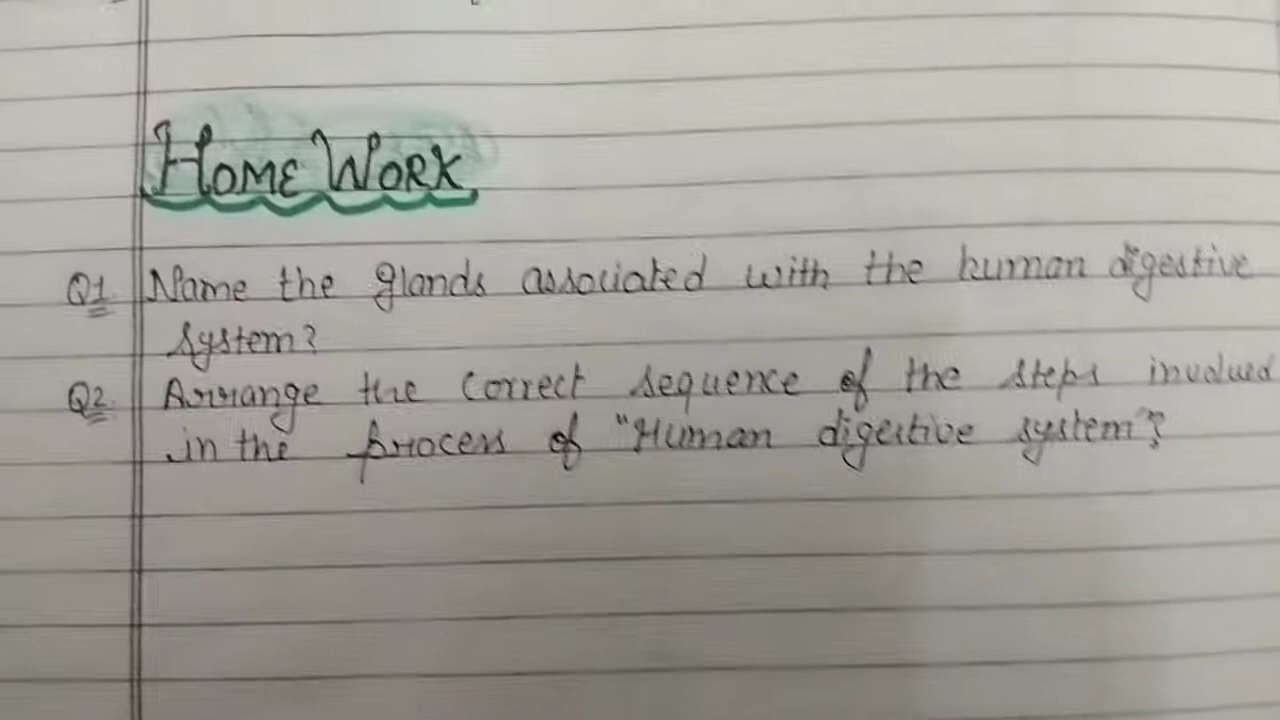 HOME WORK
Q1 Name the glands associated with the human digestive
system?
Q2. Arrange the correct sequence of the steps involved
in the process of "Human digestive system"?